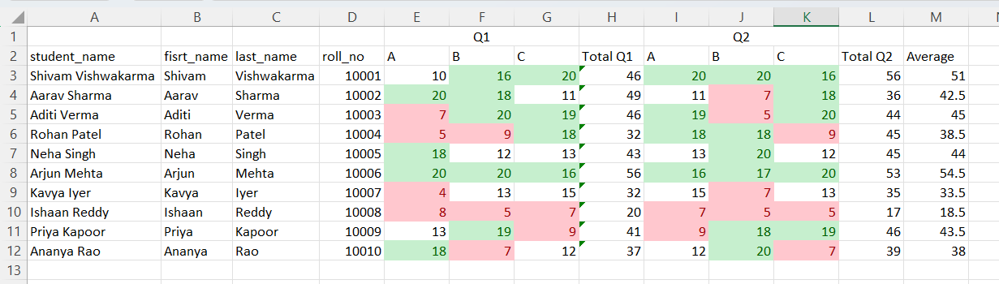 A B C D E F G H I J K L M
1 Q1 Q2
2 student_name fisrt_name last_name roll_no A B C Total Q1 A B C Total Q2 Average
3 Shivam Vishwakarma Shivam Vishwakarma 10001 10 16 20 46 20 20 16 56 51
4 Aarav Sharma Aarav Sharma 10002 20 18 11 49 11 7 18 36 42.5
5 Aditi Verma Aditi Verma 10003 7 20 19 46 19 5 20 44 45
6 Rohan Patel Rohan Patel 10004 5 9 18 32 18 18 9 45 38.5
7 Neha Singh Neha Singh 10005 18 12 13 43 13 20 12 45 44
8 Arjun Mehta Arjun Mehta 10006 20 20 16 56 16 17 20 53 54.5
9 Kavya Iyer Kavya Iyer 10007 4 13 15 32 15 7 13 35 33.5
10 Ishaan Reddy Ishaan Reddy 10008 8 5 7 20 7 5 5 17 18.5
11 Priya Kapoor Priya Kapoor 10009 13 19 9 41 9 18 19 46 43.5
12 Ananya Rao Ananya Rao 10010 18 7 12 37 12 20 7 39 38
13